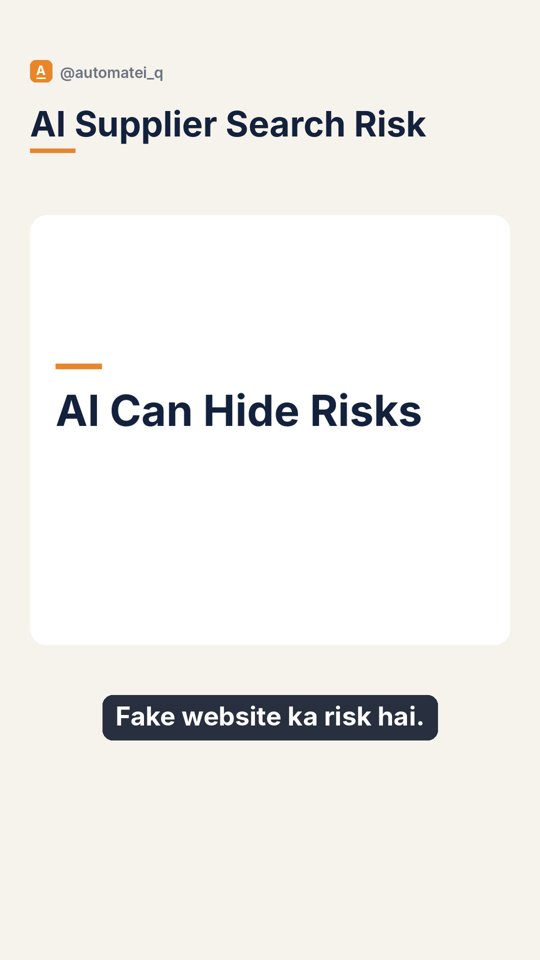 A
@automatei_q
AI Supplier Search Risk
AI Can Hide Risks
Fake website ka risk hai.